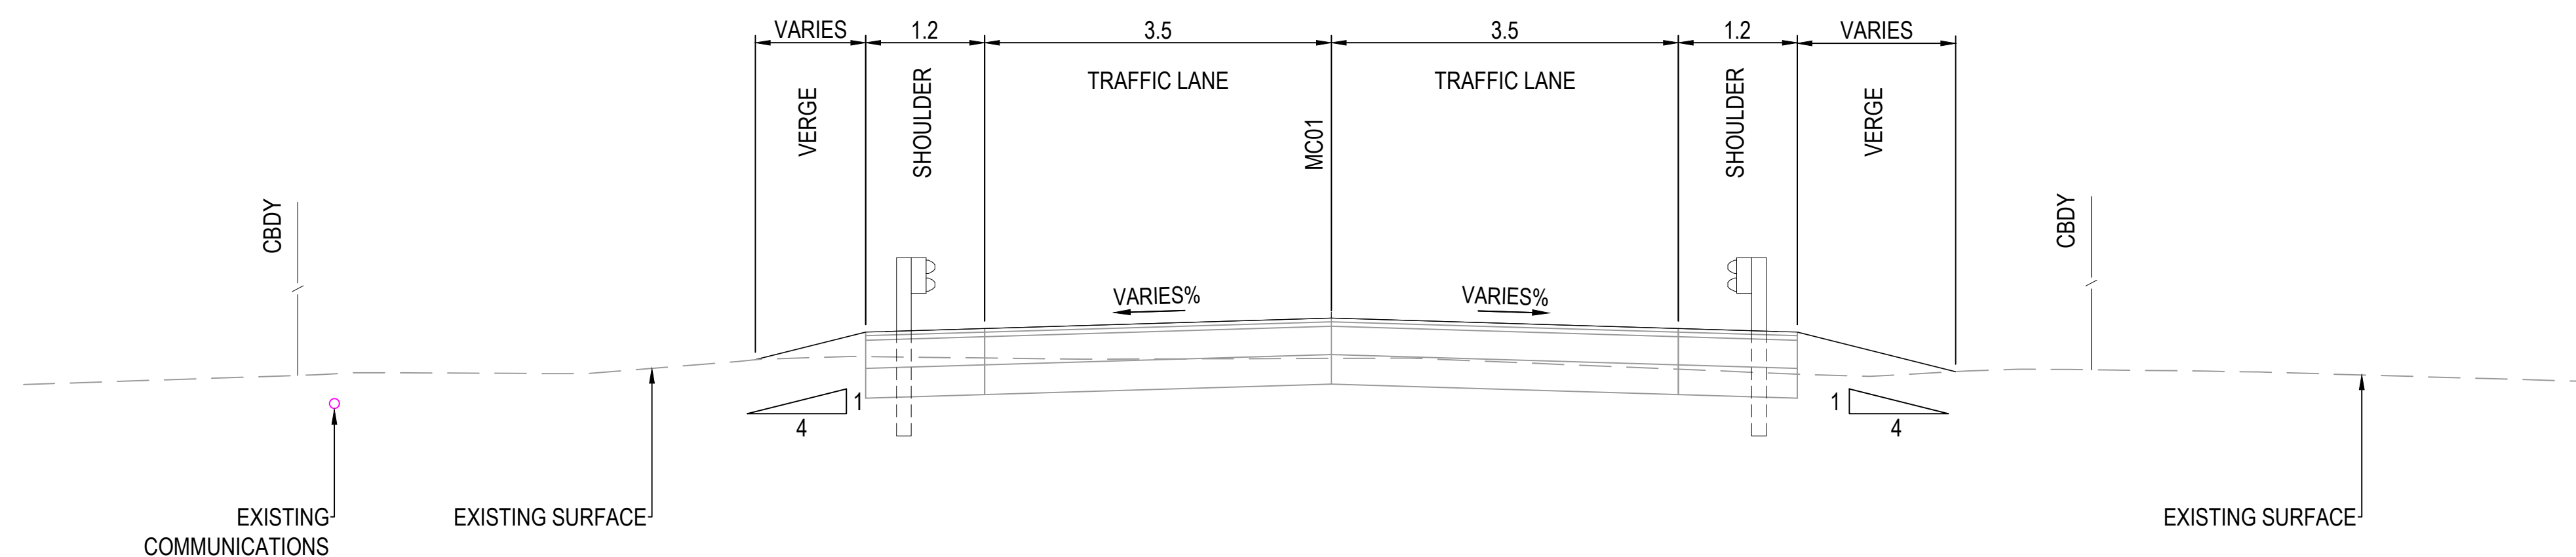 VARIES
1.2
3.5
3.5
1.2
VARIES
VERGE
SHOULDER
TRAFFIC LANE
MC01
TRAFFIC LANE
SHOULDER
VERGE
CBDY
CBDY
VARIES%
VARIES%
1
4
1
4
EXISTING
COMMUNICATIONS
EXISTING SURFACE
EXISTING SURFACE